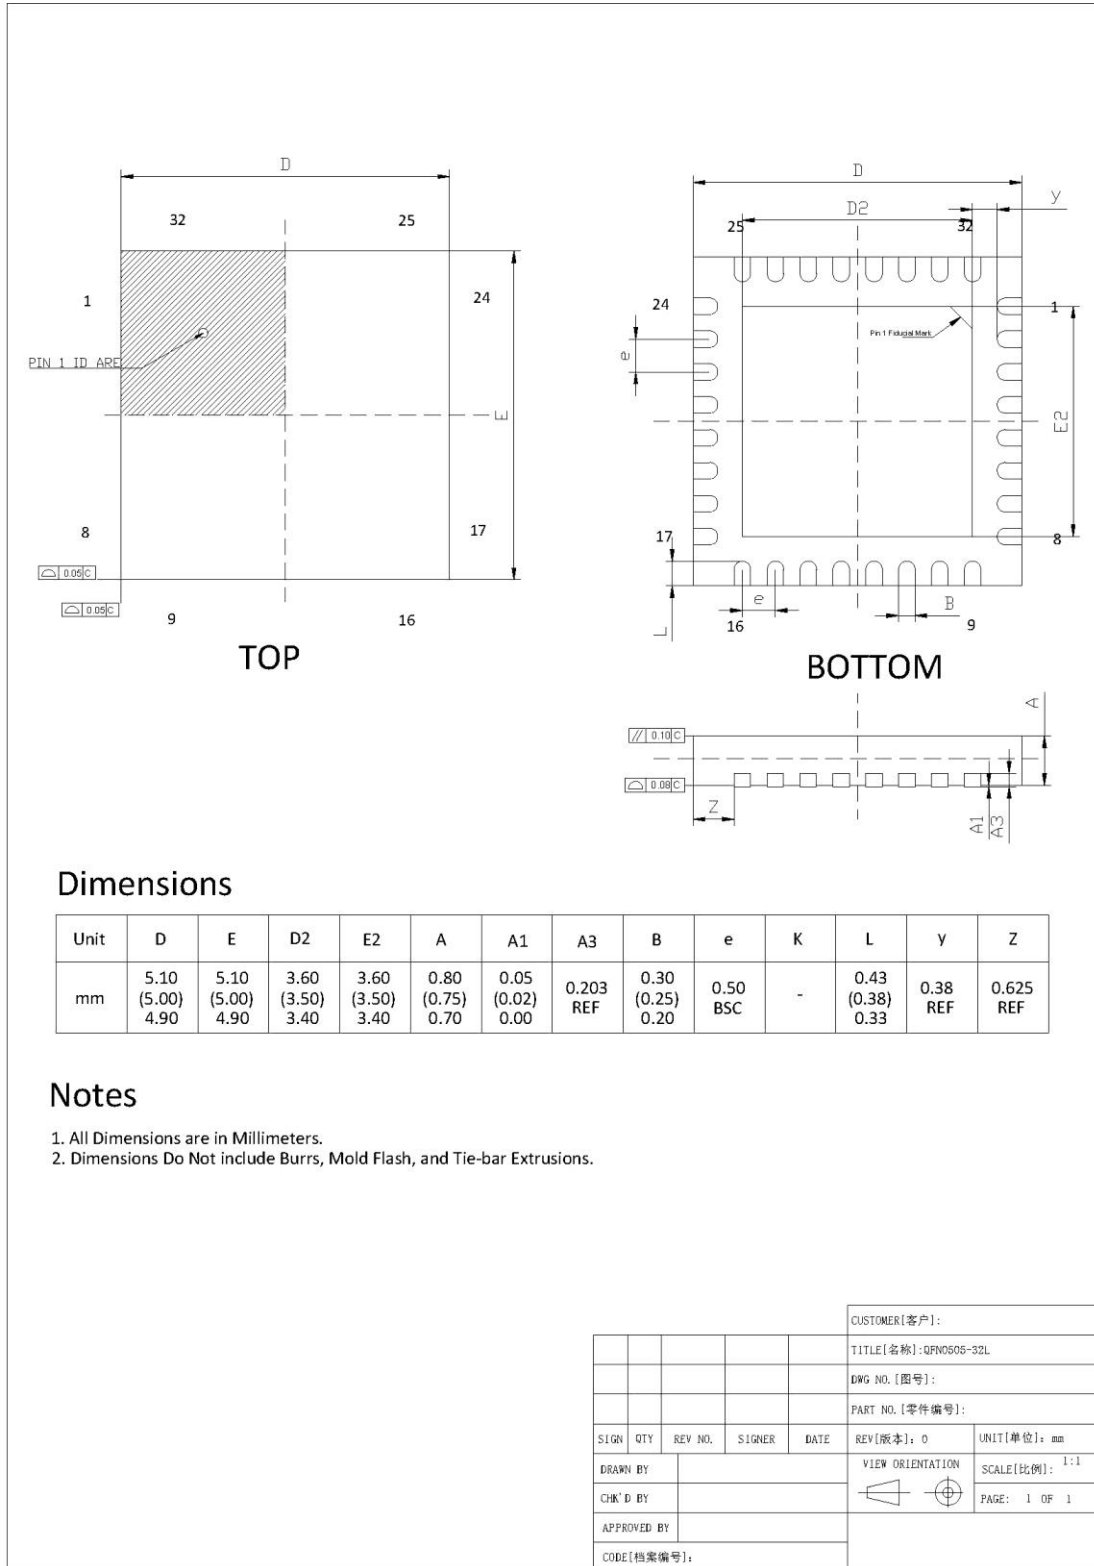 D
32 25
1 24
PIN 1 ID ARE
E
8 17
0.05 C
0.05 C
9 16
TOP
D
D2 y
25 32
24 1
Pin 1 Fiducial Mark
e
E2
17 8
L e B
16 9
BOTTOM
A
// 0.10 C
0.08 C
Z
A1 A3
Dimensions
Unit D E D2 E2 A A1 A3 B e K L y Z
mm 5.10 (5.00) 4.90 5.10 (5.00) 4.90 3.60 (3.50) 3.40 3.60 (3.50) 3.40 0.80 (0.75) 0.70 0.05 (0.02) 0.00 0.203 REF 0.30 (0.25) 0.20 0.50 BSC - 0.43 (0.38) 0.33 0.38 REF 0.625 REF
Notes
1. All Dimensions are in Millimeters.
2. Dimensions Do Not include Burrs, Mold Flash, and Tie-bar Extrusions.
CUSTOMER[客户]:
TITLE[名称]:QFN0505-32L
DWG NO.[图号]:
PART NO.[零件编号]:
SIGN QTY REV NO. SIGNER DATE REV[版本]: 0 UNIT[单位]: mm
DRAWN BY VIEW ORIENTATION SCALE[比例]: 1:1
CHK'D BY PAGE: 1 OF 1
APPROVED BY
CODE[档案编号]: